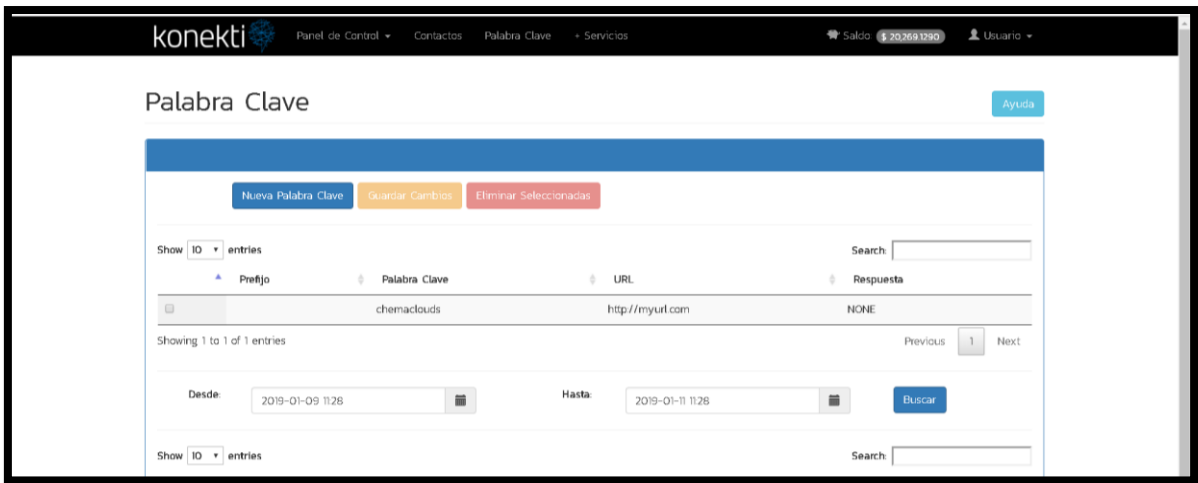 konekti Panel de Control Contactos Palabra Clave + Servicios Saldo: $ 20,269.1290 Usuario
Palabra Clave Ayuda
Nueva Palabra Clave Guardar Cambios Eliminar Seleccionadas
Show 10 entries Search:
Prefijo Palabra Clave URL Respuesta
chemaclouds http://myurl.com NONE
Showing 1 to 1 of 1 entries Previous 1 Next
Desde: 2019-01-09 11:28 Hasta: 2019-01-11 11:28 Buscar
Show 10 entries Search: